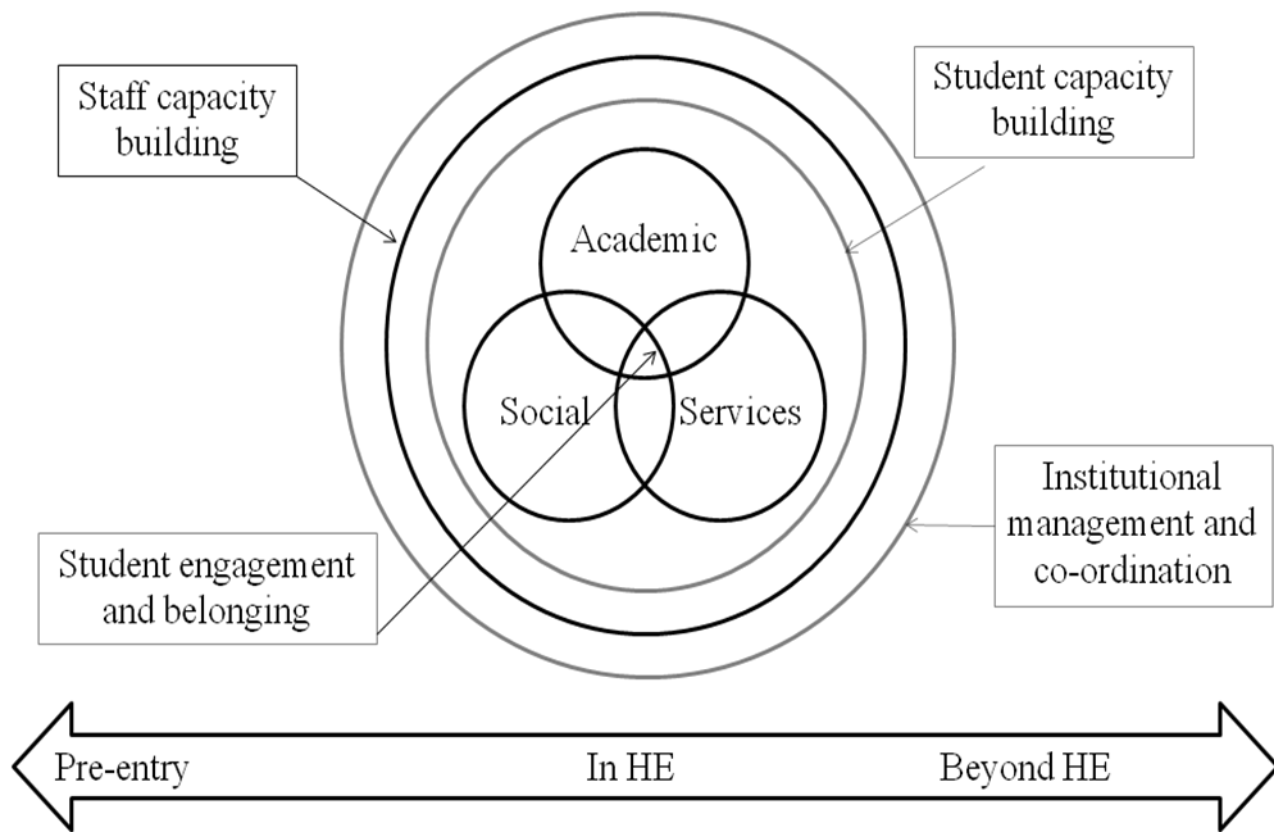 Staff capacity
building
Student capacity
building
Academic
Social
Services
Student engagement
and belonging
Institutional
management and
co-ordination
Pre-entry
In HE
Beyond HE